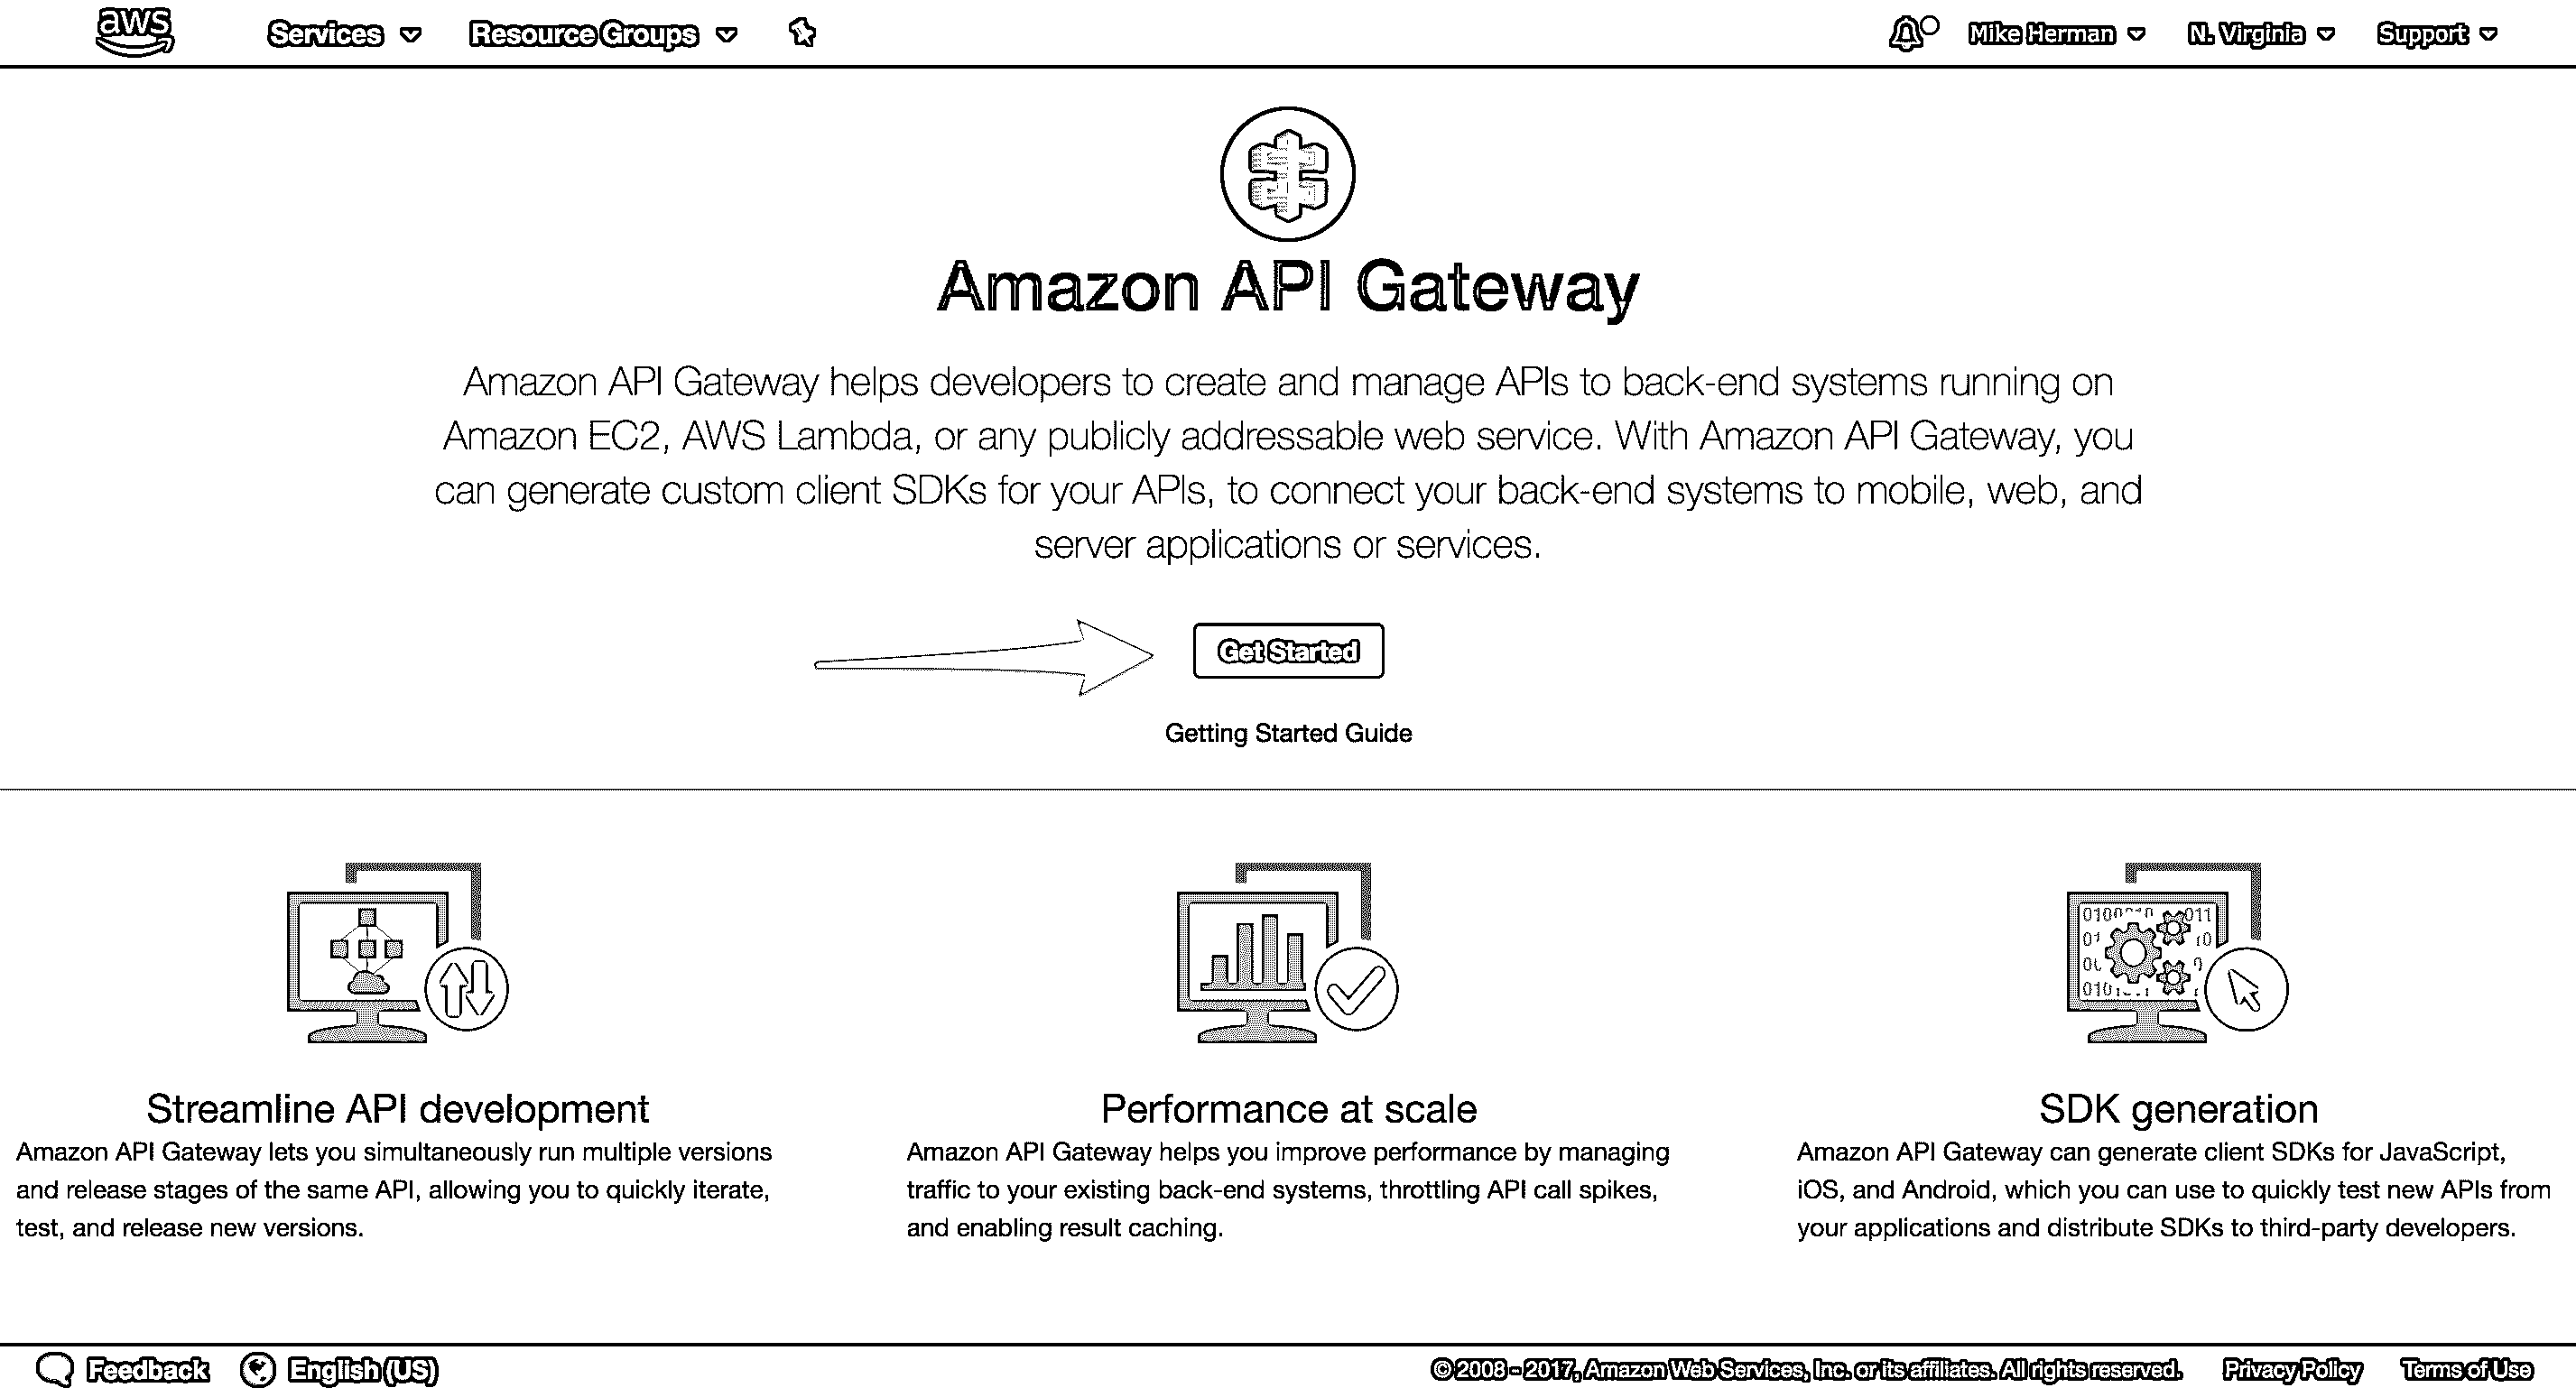 aws Services Resource Groups Mike Herman N. Virginia Support
Amazon API Gateway
Amazon API Gateway helps developers to create and manage APIs to back-end systems running on
Amazon EC2, AWS Lambda, or any publicly addressable web service. With Amazon API Gateway, you
can generate custom client SDKs for your APIs, to connect your back-end systems to mobile, web, and
server applications or services.
Get Started
Getting Started Guide
Streamline API development
Amazon API Gateway lets you simultaneously run multiple versions
and release stages of the same API, allowing you to quickly iterate,
test, and release new versions.
Performance at scale
Amazon API Gateway helps you improve performance by managing
traffic to your existing back-end systems, throttling API call spikes,
and enabling result caching.
SDK generation
Amazon API Gateway can generate client SDKs for JavaScript,
iOS, and Android, which you can use to quickly test new APIs from
your applications and distribute SDKs to third-party developers.
Feedback English (US) © 2008 - 2017, Amazon Web Services, Inc. or its affiliates. All rights reserved. Privacy Policy Terms of Use